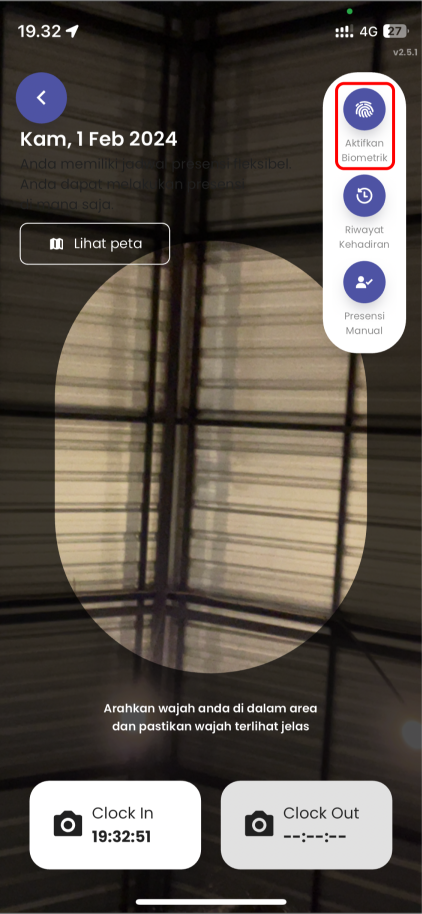 19.32
4G 27
v2.5.1
Kam, 1 Feb 2024
Anda memiliki jadwal presensi fleksibel.
Anda dapat melakukan presensi
di mana saja.
Lihat peta
Aktifkan
Biometrik
Riwayat
Kehadiran
Presensi
Manual
Arahkan wajah anda di dalam area
dan pastikan wajah terlihat jelas
Clock In
19:32:51
Clock Out
--:--:--